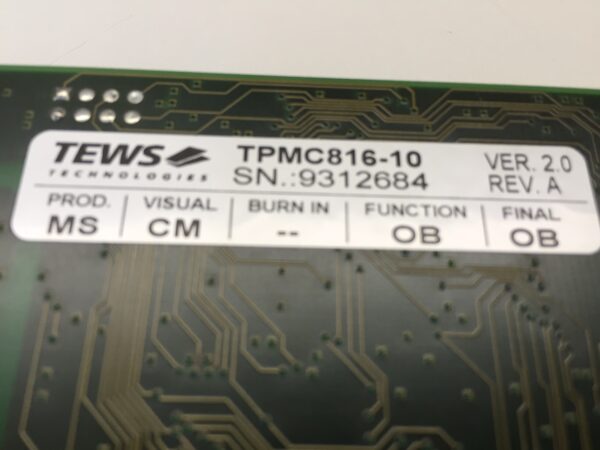 TEWS TPMC816-10 VER. 2.0
TECHNOLOGIES SN.:9312684 REV. A
PROD. VISUAL BURN IN FUNCTION FINAL
MS CM -- OB OB